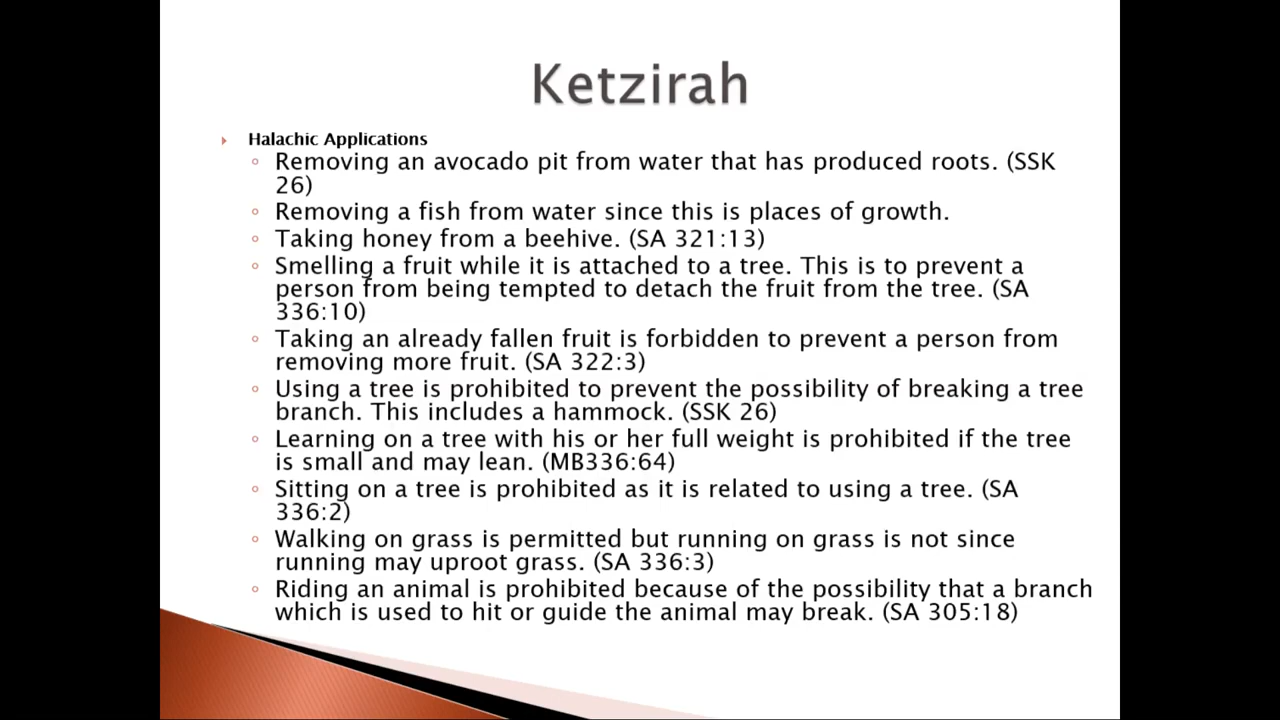 Ketzirah
Halachic Applications
Removing an avocado pit from water that has produced roots. (SSK
26)
Removing a fish from water since this is places of growth.
Taking honey from a beehive. (SA 321:13)
Smelling a fruit while it is attached to a tree. This is to prevent a
person from being tempted to detach the fruit from the tree. (SA
336:10)
Taking an already fallen fruit is forbidden to prevent a person from
removing more fruit. (SA 322:3)
Using a tree is prohibited to prevent the possibility of breaking a tree
branch. This includes a hammock. (SSK 26)
Learning on a tree with his or her full weight is prohibited if the tree
is small and may lean. (MB336:64)
Sitting on a tree is prohibited as it is related to using a tree. (SA
336:2)
Walking on grass is permitted but running on grass is not since
running may uproot grass. (SA 336:3)
Riding an animal is prohibited because of the possibility that a branch
which is used to hit or guide the animal may break. (SA 305:18)